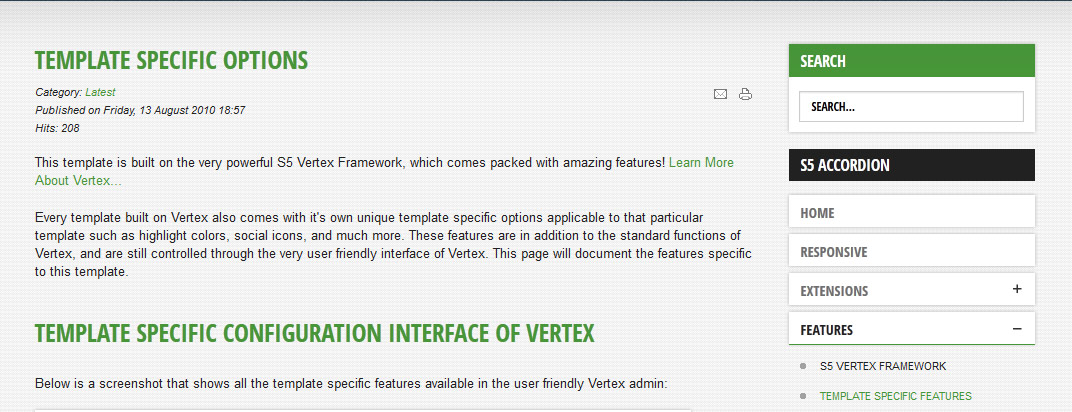 TEMPLATE SPECIFIC OPTIONS
Category: Latest
Published on Friday, 13 August 2010 18:57
Hits: 208
This template is built on the very powerful S5 Vertex Framework, which comes packed with amazing features! Learn More
About Vertex...
Every template built on Vertex also comes with it's own unique template specific options applicable to that particular
template such as highlight colors, social icons, and much more. These features are in addition to the standard functions of
Vertex, and are still controlled through the very user friendly interface of Vertex. This page will document the features specific
to this template.
TEMPLATE SPECIFIC CONFIGURATION INTERFACE OF VERTEX
Below is a screenshot that shows all the template specific features available in the user friendly Vertex admin:
SEARCH
SEARCH...
S5 ACCORDION
HOME
RESPONSIVE
EXTENSIONS +
FEATURES −
S5 VERTEX FRAMEWORK
TEMPLATE SPECIFIC FEATURES